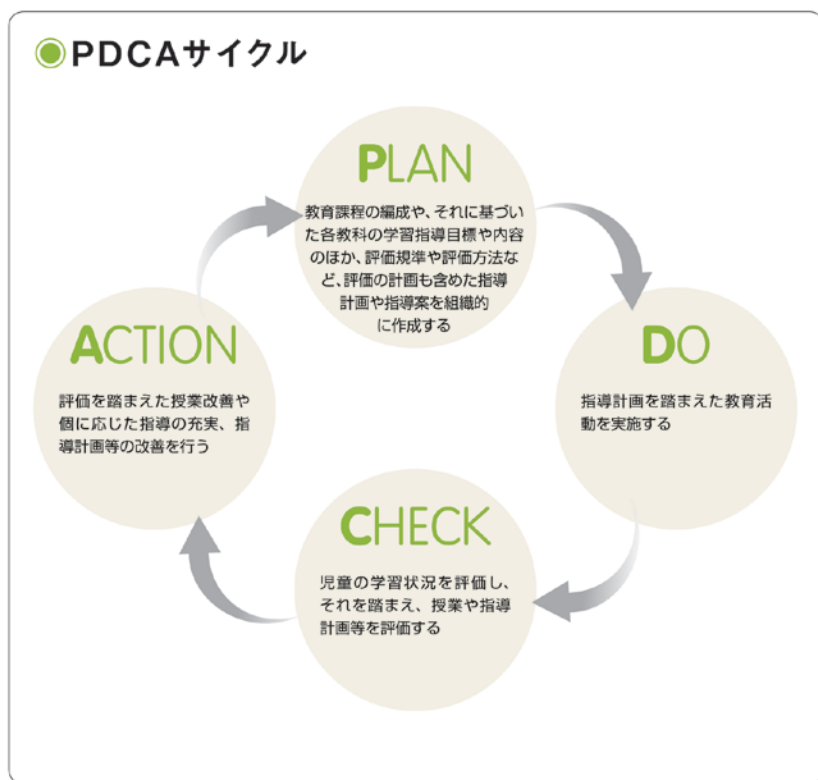 PDCAサイクル
PLAN
教育課程の編成や、それに基づい
た各教科の学習指導目標や内容
のほか、評価規準や評価方法な
ど、評価の計画も含めた指導
計画や指導案を組織的
に作成する
DO
指導計画を踏まえた教育活
動を実施する
CHECK
児童の学習状況を評価し、
それを踏まえ、授業や指導
計画等を評価する
ACTION
評価を踏まえた授業改善や
個に応じた指導の充実、指
導計画等の改善を行う